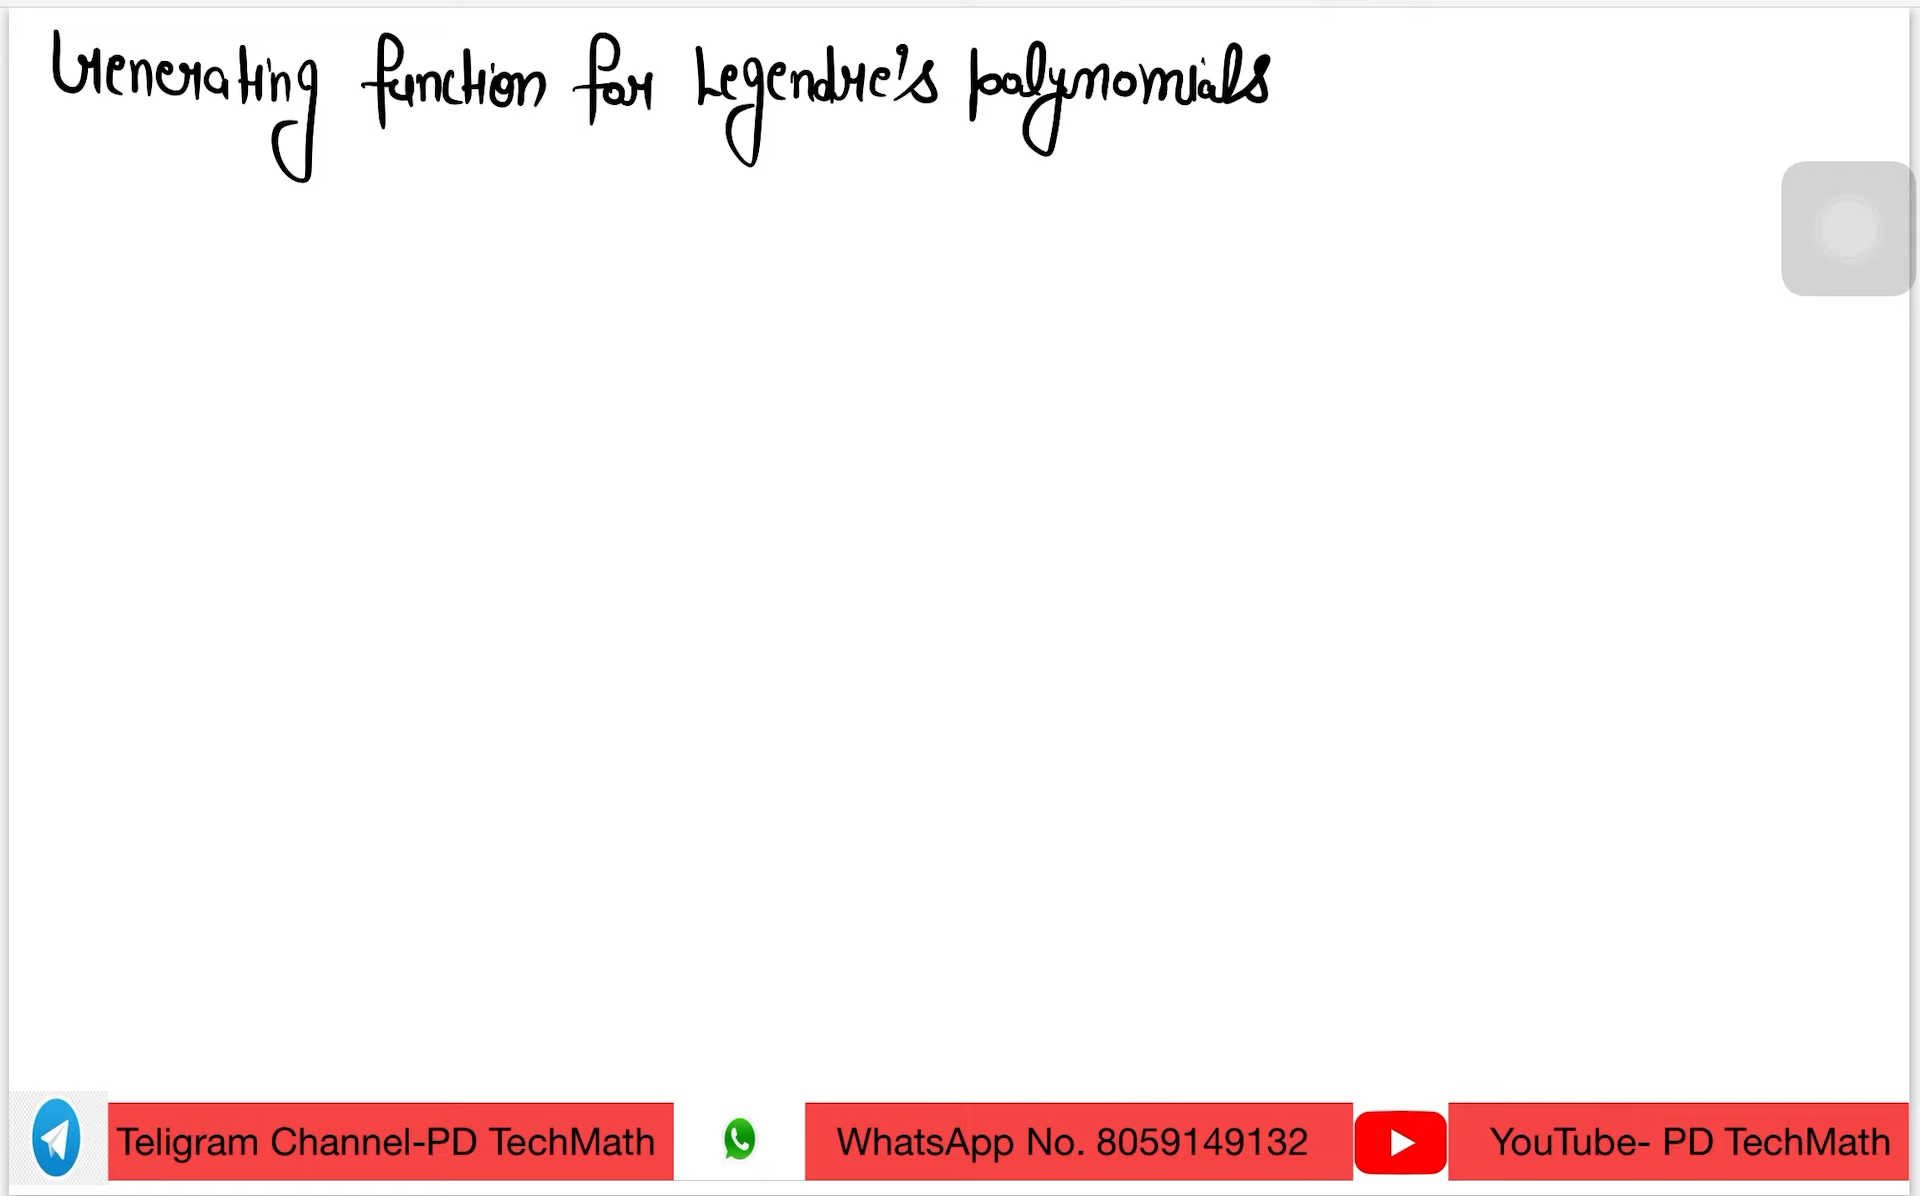 Generating function for Legendre's polynomials
Teligram Channel-PD TechMath
WhatsApp No. 8059149132
YouTube- PD TechMath